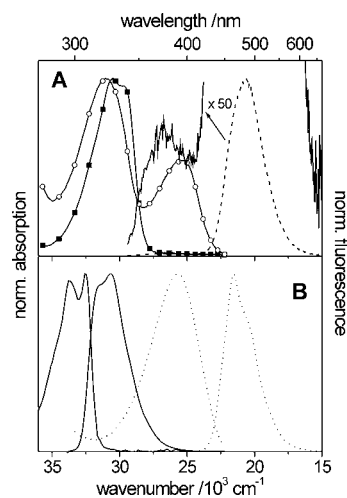 wavelength /nm
300 400 500 600
A
x 50
norm. absorption
norm. fluorescence
B
35 30 25 20 15
wavenumber /10³ cm⁻¹